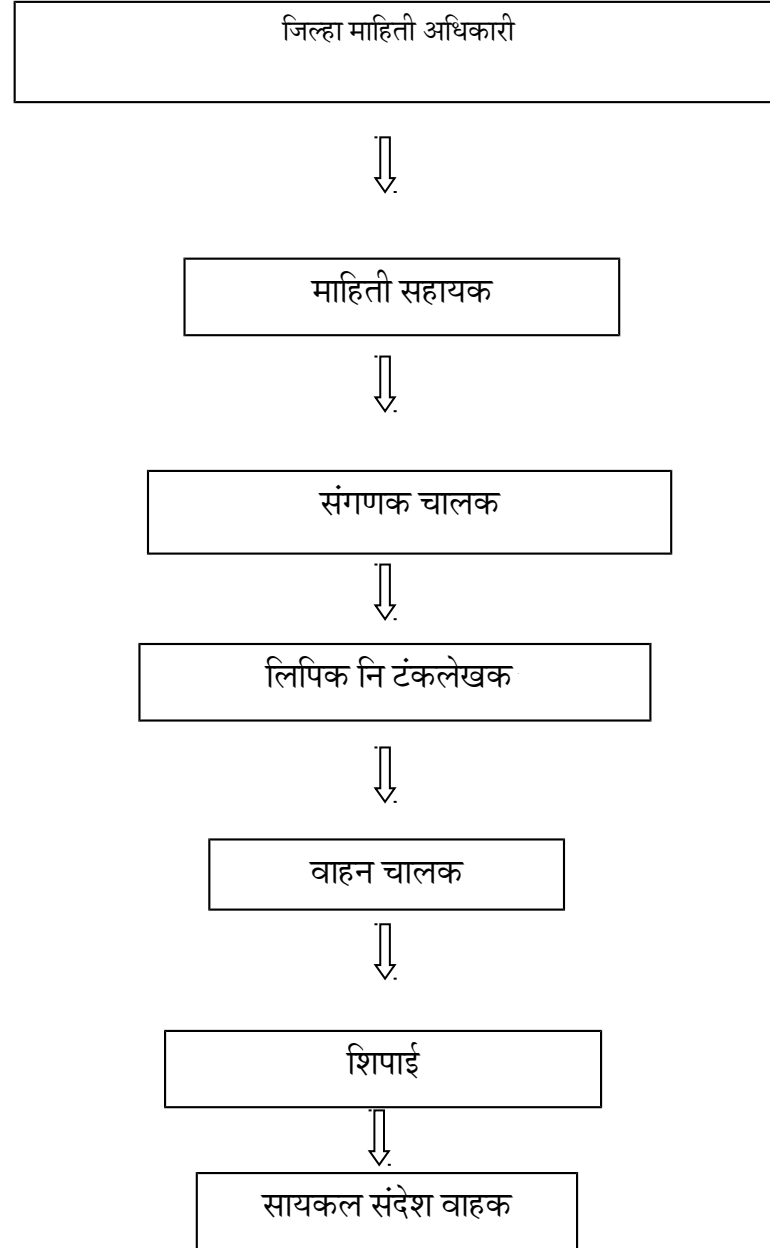 जिल्हा माहिती अधिकारी
माहिती सहायक
संगणक चालक
लिपिक नि टंकलेखक
वाहन चालक
शिपाई
सायकल संदेश वाहक